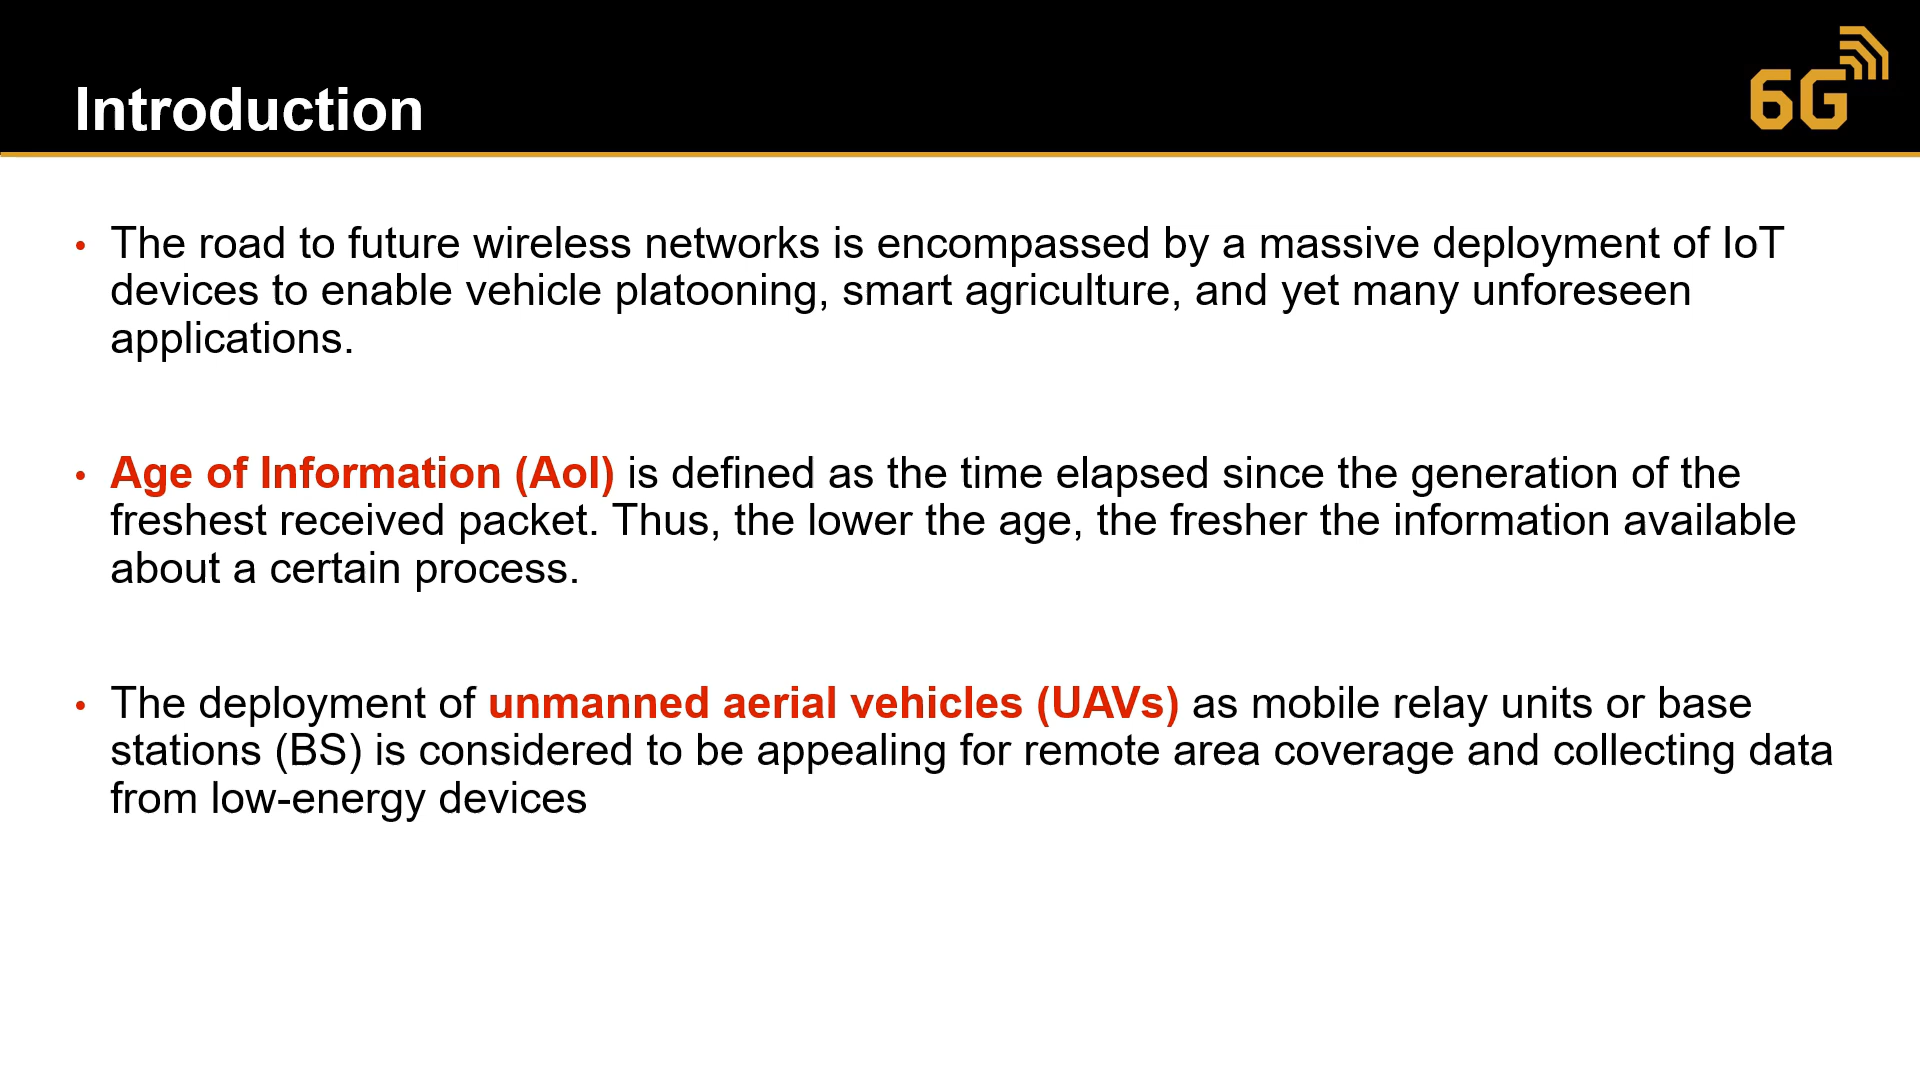 Introduction
6G
• The road to future wireless networks is encompassed by a massive deployment of IoT
devices to enable vehicle platooning, smart agriculture, and yet many unforeseen
applications.
• Age of Information (AoI) is defined as the time elapsed since the generation of the
freshest received packet. Thus, the lower the age, the fresher the information available
about a certain process.
• The deployment of unmanned aerial vehicles (UAVs) as mobile relay units or base
stations (BS) is considered to be appealing for remote area coverage and collecting data
from low-energy devices